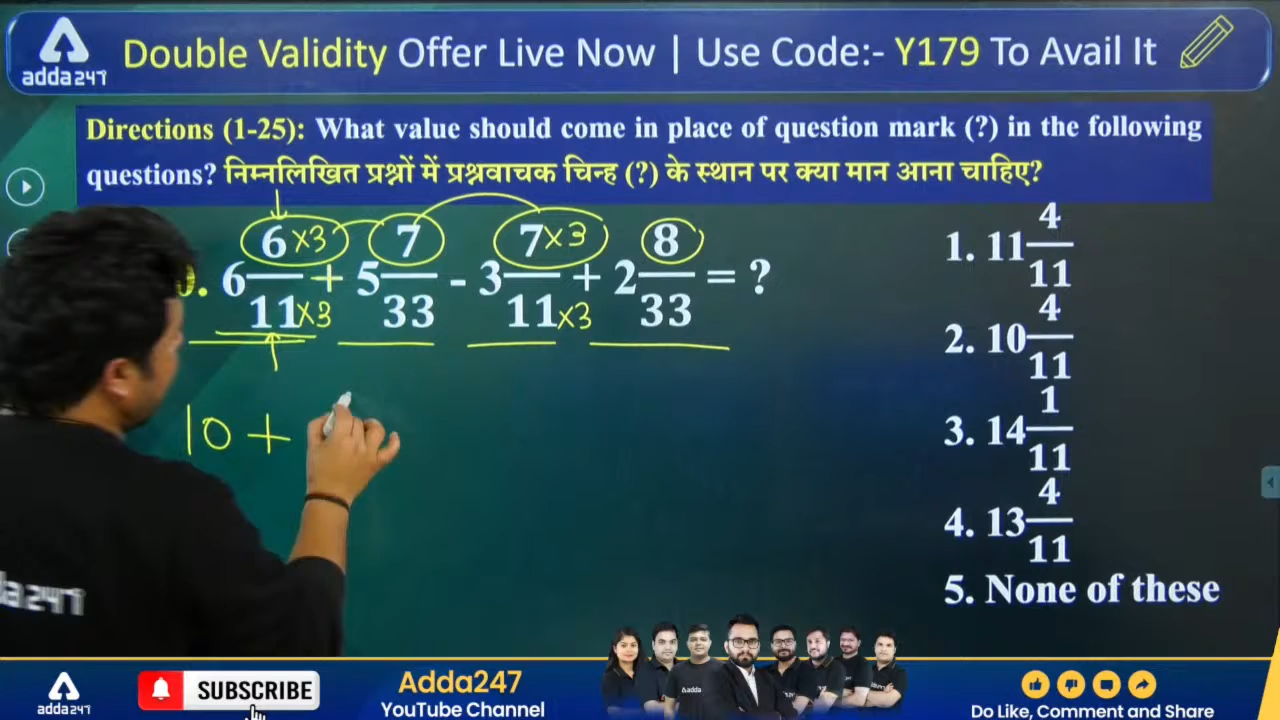 Double Validity Offer Live Now | Use Code:- Y179 To Avail It
adda247
Directions (1-25): What value should come in place of question mark (?) in the following
questions? निम्नलिखित प्रश्नों में प्रश्नवाचक चिन्ह (?) के स्थान पर क्या मान आना चाहिए?
6×3 7 7×3 8
6 + 5 - 3 + 2 = ?
11×3 33 11×3 33
10 +
1. 11 4/11
2. 10 4/11
3. 14 1/11
4. 13 4/11
5. None of these
adda247
SUBSCRIBE
Adda247
YouTube Channel
Do Like, Comment and Share